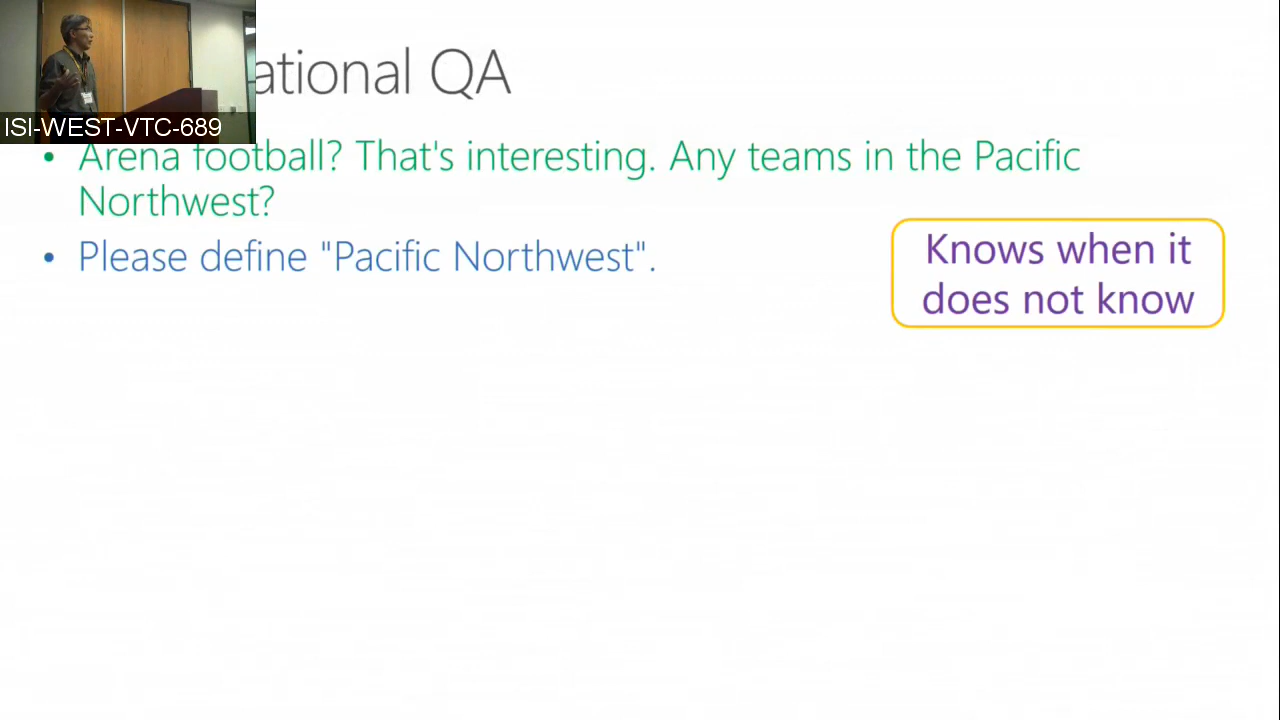 ational QA
ISI-WEST-VTC-689
• Arena football? That's interesting. Any teams in the Pacific
Northwest?
• Please define "Pacific Northwest".
Knows when it
does not know